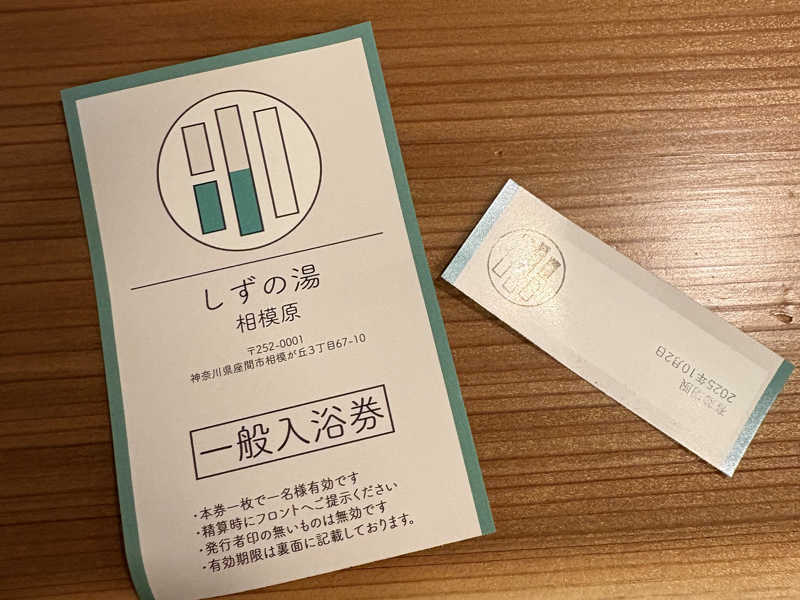 しずの湯
相模原
〒252-0001
神奈川県座間市相模が丘3丁目67-10
一般入浴券
・本券一枚で一名様有効です
・精算時にフロントへご提示ください
・発行者印の無いものは無効です
・有効期限は裏面に記載しております。
有効期限
2025年10月2日